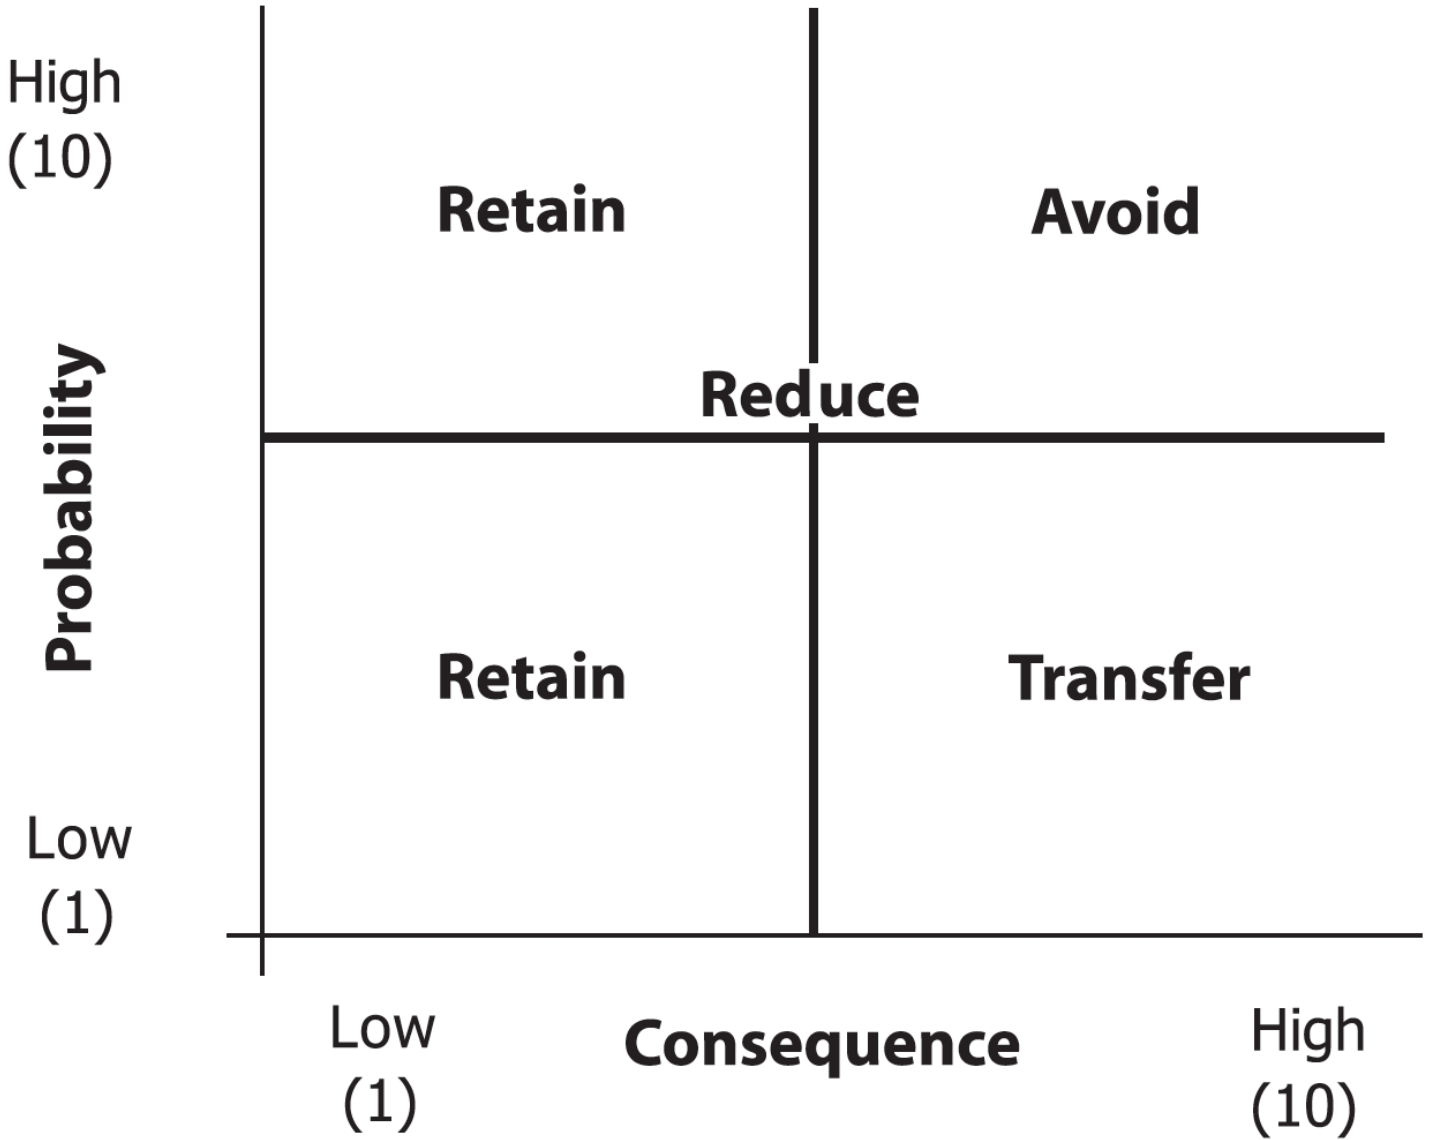 High
(10)
Retain
Avoid
Reduce
Probability
Retain
Transfer
Low
(1)
Low
(1)
Consequence
High
(10)